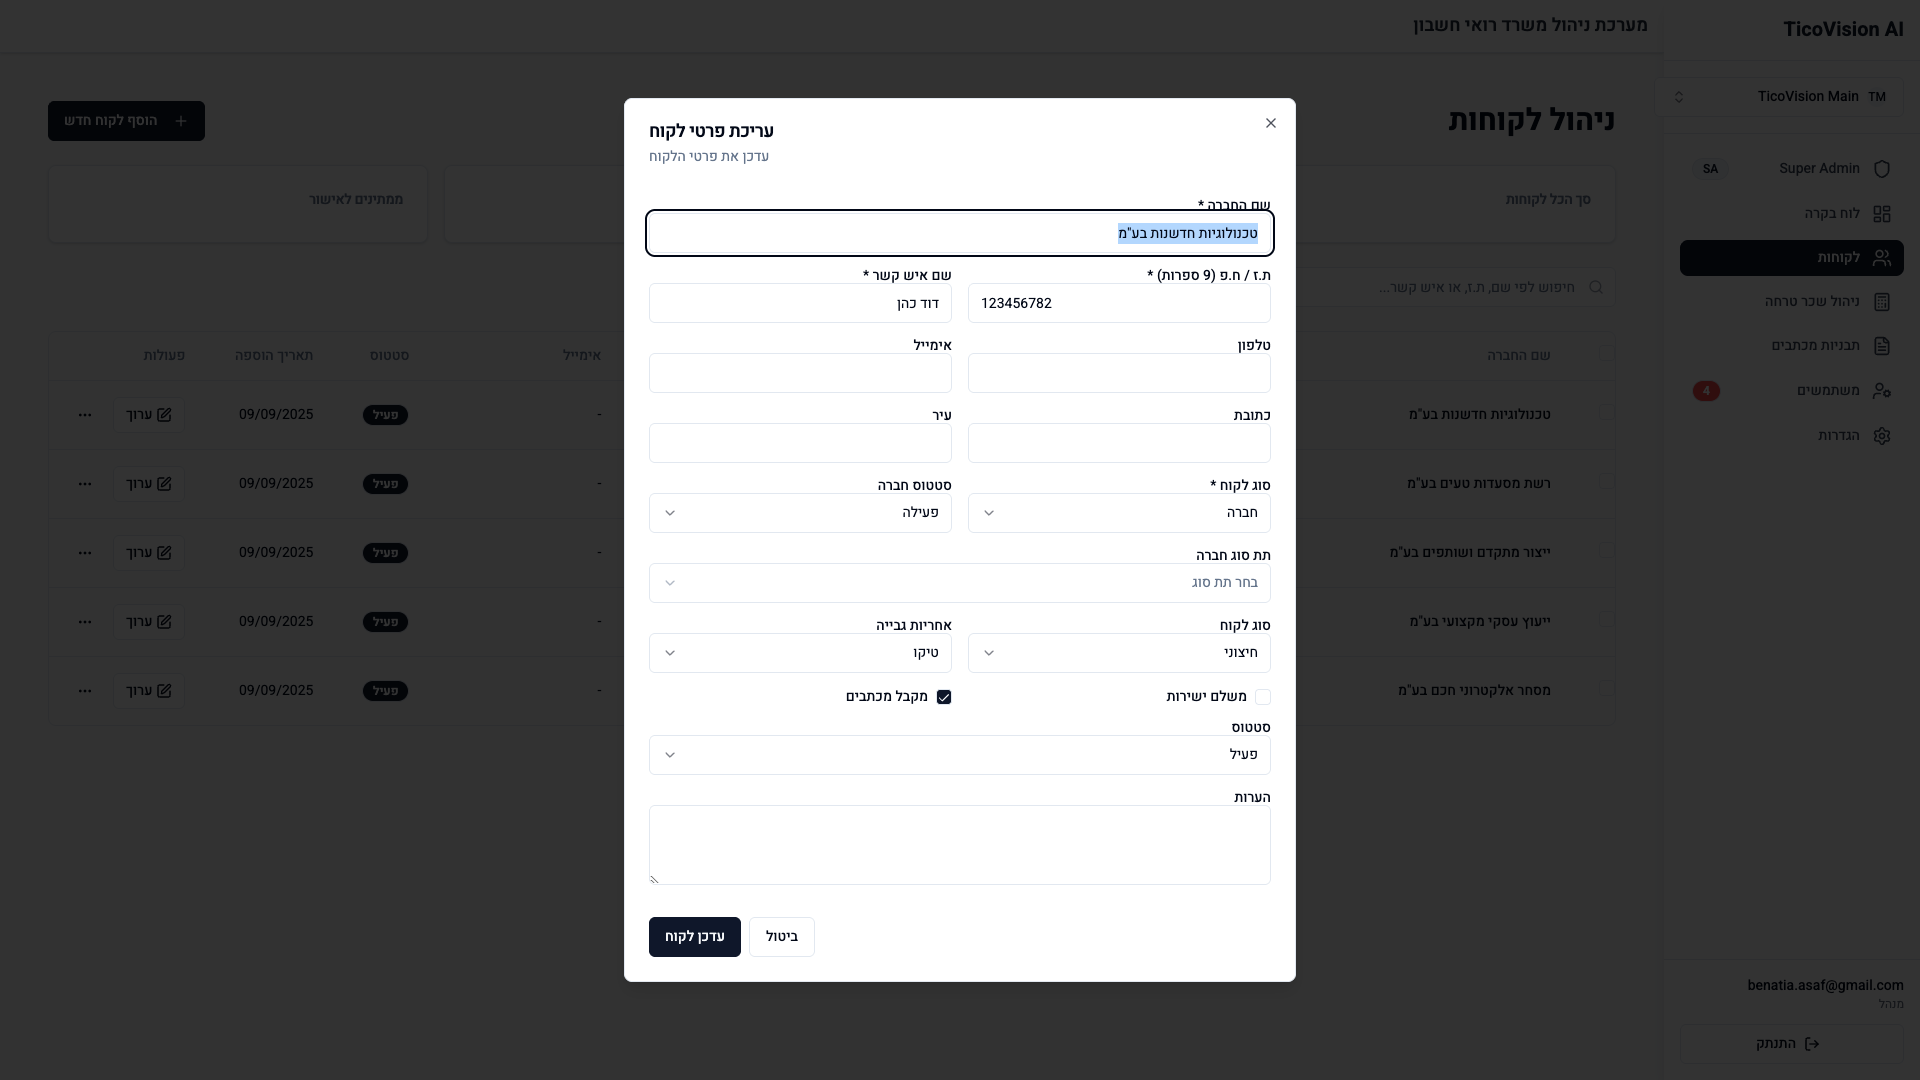 TicoVision AI
מערכת ניהול משרד רואי חשבון
TM TicoVision Main
Super Admin SA
לוח בקרה
לקוחות
ניהול שכר טרחה
תבניות מכתבים
משתמשים 4
הגדרות
benatia.asaf@gmail.com
מנהל
התנתק
ניהול לקוחות
הוסף לקוח חדש
סך הכל לקוחות
ממתינים לאישור
חיפוש לפי שם, ת.ז, או איש קשר...
שם החברה אימייל סטטוס תאריך הוספה פעולות
טכנולוגיות חדשנות בע"מ - פעיל 09/09/2025 ערוך
רשת מסעדות טעים בע"מ - פעיל 09/09/2025 ערוך
ייצור מתקדם ושותפים בע"מ - פעיל 09/09/2025 ערוך
ייעוץ עסקי מקצועי בע"מ - פעיל 09/09/2025 ערוך
מסחר אלקטרוני חכם בע"מ - פעיל 09/09/2025 ערוך
עריכת פרטי לקוח
עדכן את פרטי הלקוח
שם החברה *
טכנולוגיות חדשנות בע"מ
ת.ז / ח.פ (9 ספרות) * שם איש קשר *
123456782 דוד כהן
טלפון אימייל
כתובת עיר
סוג לקוח * סטטוס חברה
חברה פעילה
תת סוג חברה
בחר תת סוג
סוג לקוח אחריות גבייה
חיצוני טיקו
משלם ישירות מקבל מכתבים
סטטוס
פעיל
הערות
ביטול עדכן לקוח